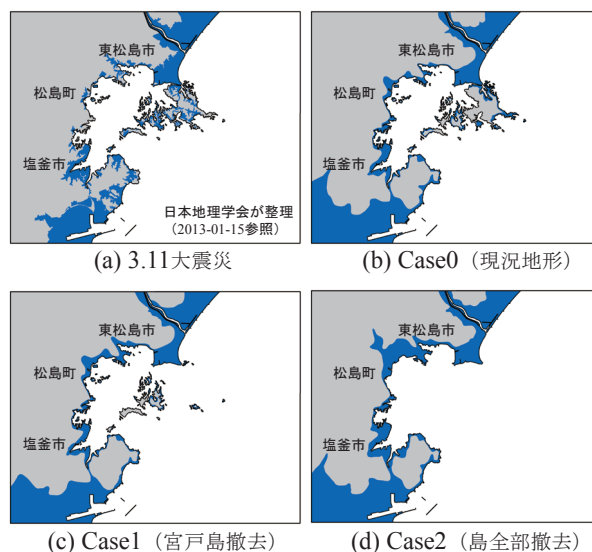 東松島市
松島町
塩釜市
日本地理学会が整理
（2013-01-15参照）
(a) 3.11大震災
東松島市
松島町
塩釜市
(b) Case0（現況地形）
東松島市
松島町
塩釜市
(c) Case1（宮戸島撤去）
東松島市
松島町
塩釜市
(d) Case2（島全部撤去）